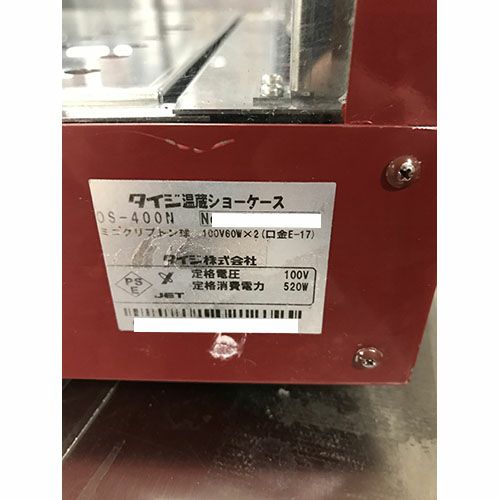 タイジ温蔵ショーケース
OS-400N N
ミニクリプトン球 100V60W×2(口金E-17)
タイジ株式会社
PS
E
JET
定格電圧 100V
定格消費電力 520W